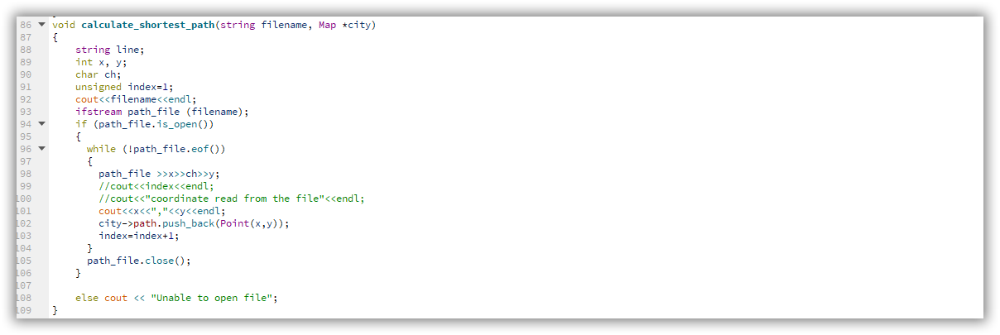 86 void calculate_shortest_path(string filename, Map *city)
87 {
88 string line;
89 int x, y;
90 char ch;
91 unsigned index=1;
92 cout<<filename<<endl;
93 ifstream path_file (filename);
94 if (path_file.is_open())
95 {
96 while (!path_file.eof())
97 {
98 path_file >>x>>ch>>y;
99 //cout<<index<<endl;
100 //cout<<"coordinate read from the file"<<endl;
101 cout<<x<<","<<y<<endl;
102 city->path.push_back(Point(x,y));
103 index=index+1;
104 }
105 path_file.close();
106 }
107
108 else cout << "Unable to open file";
109 }